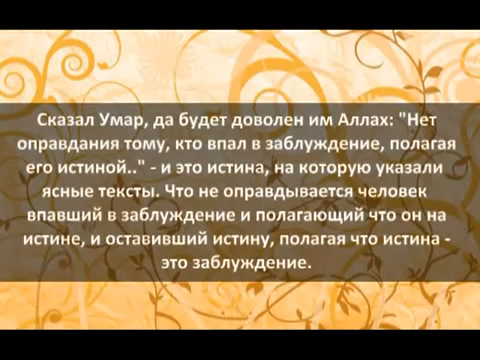 Сказал Умар, да будет доволен им Аллах: "Нет
оправдания тому, кто впал в заблуждение, полагая
его истиной.." - и это истина, на которую указали
ясные тексты. Что не оправдывается человек
впавший в заблуждение и полагающий что он на
истине, и оставивший истину, полагая что истина -
это заблуждение.